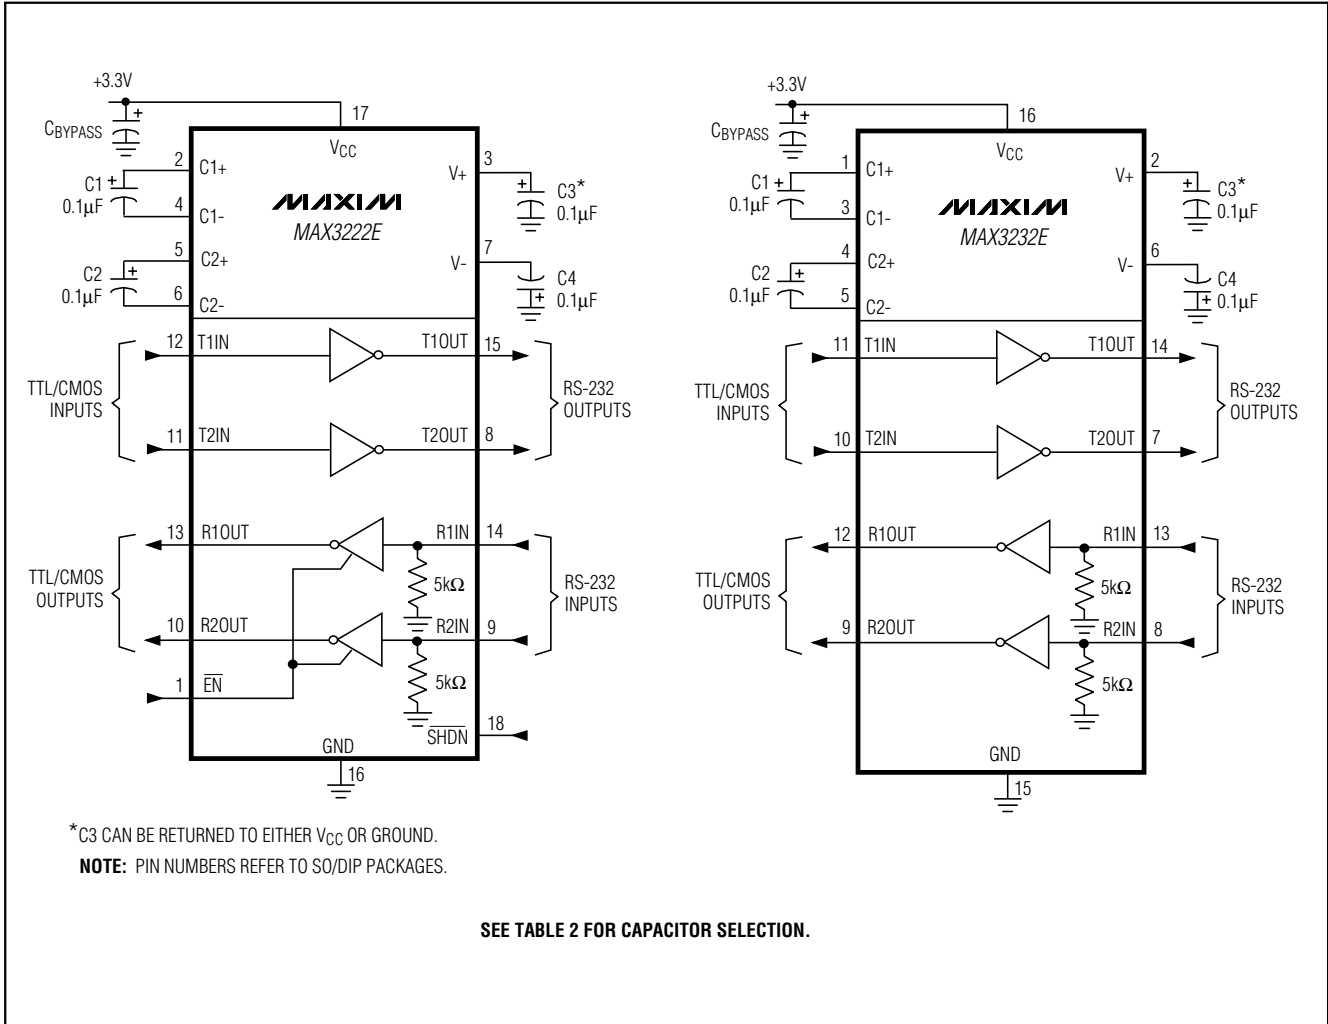 +3.3V
CBYPASS
17
VCC
2
C1+
C1
0.1µF
4
C1-
5
C2+
C2
0.1µF
6
C2-
MAXIM
MAX3222E
3
V+
+
C3*
0.1µF
7
V-
C4
0.1µF
+
12
T1IN
T1OUT
15
TTL/CMOS
INPUTS
RS-232
OUTPUTS
11
T2IN
T2OUT
8
13
R1OUT
R1IN
14
5kΩ
TTL/CMOS
OUTPUTS
RS-232
INPUTS
10
R2OUT
R2IN
9
5kΩ
1
EN
18
SHDN
GND
16
+3.3V
CBYPASS
16
VCC
1
C1+
C1
0.1µF
3
C1-
4
C2+
C2
0.1µF
5
C2-
MAXIM
MAX3232E
2
V+
+
C3*
0.1µF
6
V-
C4
0.1µF
+
11
T1IN
T1OUT
14
TTL/CMOS
INPUTS
RS-232
OUTPUTS
10
T2IN
T2OUT
7
12
R1OUT
R1IN
13
5kΩ
TTL/CMOS
OUTPUTS
RS-232
INPUTS
9
R2OUT
R2IN
8
5kΩ
GND
15
*C3 CAN BE RETURNED TO EITHER VCC OR GROUND.
NOTE: PIN NUMBERS REFER TO SO/DIP PACKAGES.
SEE TABLE 2 FOR CAPACITOR SELECTION.